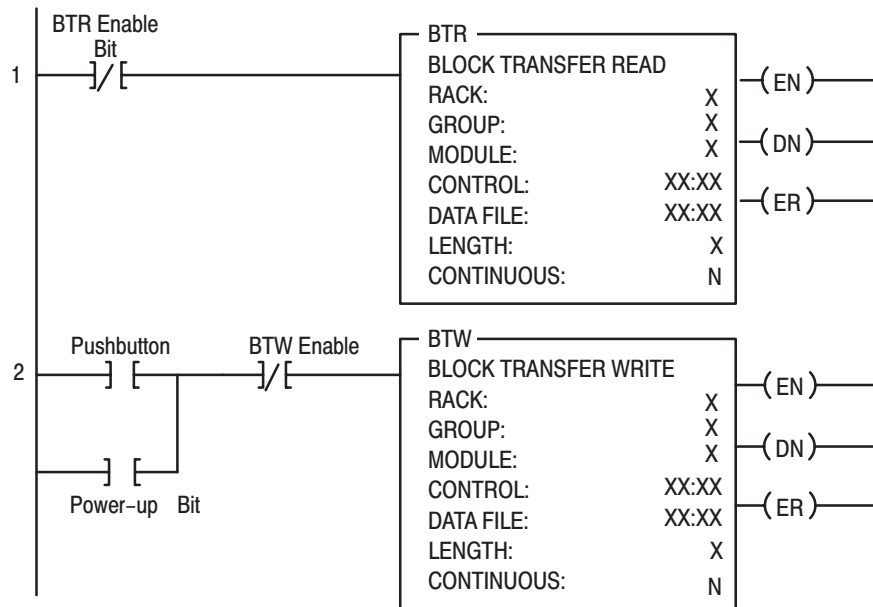 BTR Enable
Bit
1
BTR
BLOCK TRANSFER READ
RACK: X
GROUP: X
MODULE: X
CONTROL: XX:XX
DATA FILE: XX:XX
LENGTH: X
CONTINUOUS: N
EN
DN
ER
2
Pushbutton
BTW Enable
Power-up Bit
BTW
BLOCK TRANSFER WRITE
RACK: X
GROUP: X
MODULE: X
CONTROL: XX:XX
DATA FILE: XX:XX
LENGTH: X
CONTINUOUS: N
EN
DN
ER